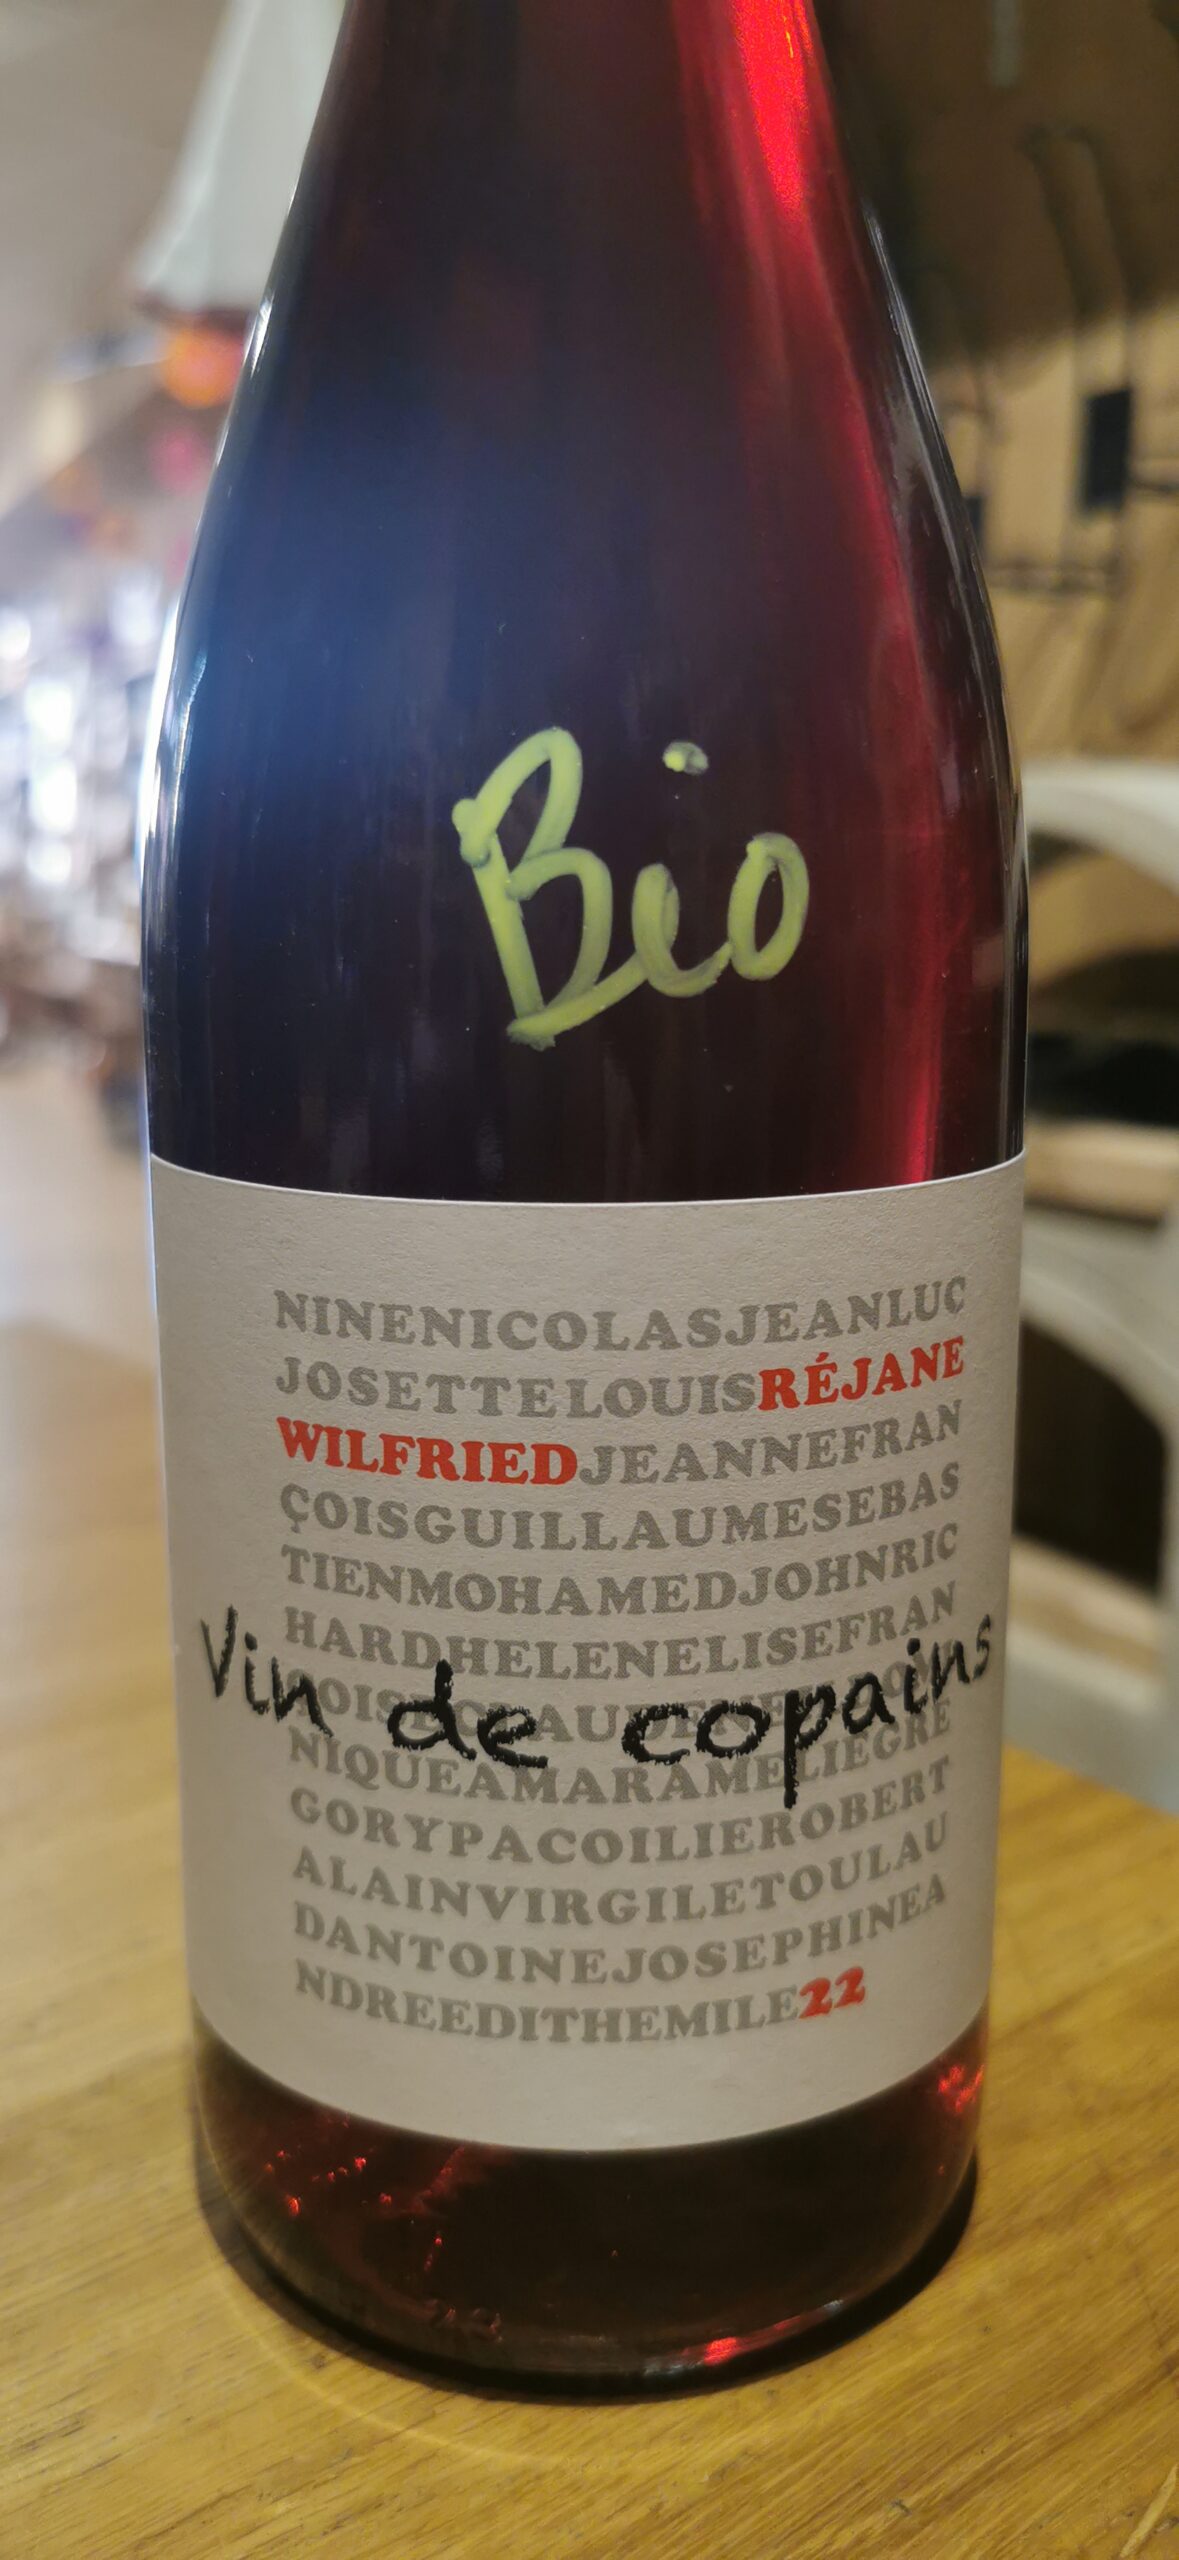 Bio
NINENICOLASJEANLUC
JOSETTELOUISRÉJANE
WILFRIEDJEANNEFRAN
ÇOISGUILLAUMESEBAS
TIENMOHAMEDJOHNRIC
HARDHELENELISEFRAN
Vin de copains
NIQUEAMARAMELIEGRE
GORYPACOILIEROBERT
ALAINVIRGILETOULAU
DANTOINEJOSEPHINEA
NDREEDITHEMILE22